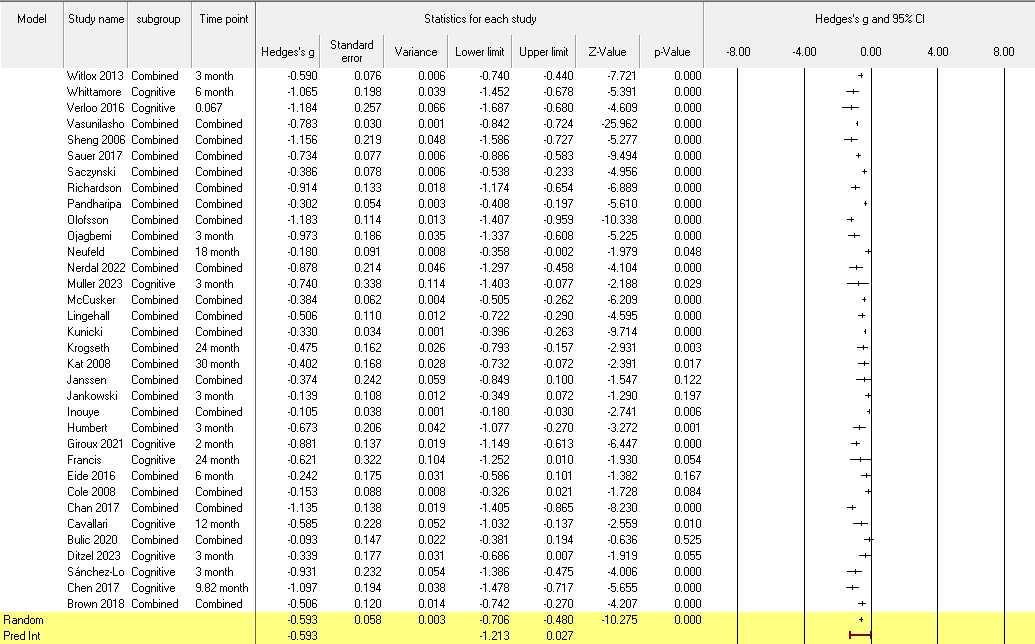 Model Study name subgroup Time point Statistics for each study Hedges's g and 95% CI
Hedges's g Standard error Variance Lower limit Upper limit Z-Value p-Value -8.00 -4.00 0.00 4.00 8.00
Witlox 2013 Combined 3 month -0.590 0.076 0.006 -0.740 -0.440 -7.721 0.000
Whittamore Cognitive 6 month -1.065 0.198 0.039 -1.452 -0.678 -5.391 0.000
Verloo 2016 Cognitive 0.067 -1.184 0.257 0.066 -1.687 -0.680 -4.609 0.000
Vasunilasho Combined Combined -0.783 0.030 0.001 -0.842 -0.724 -25.962 0.000
Sheng 2006 Combined Combined -1.156 0.219 0.048 -1.586 -0.727 -5.277 0.000
Sauer 2017 Combined Combined -0.734 0.077 0.006 -0.886 -0.583 -9.494 0.000
Saczynski Combined Combined -0.386 0.078 0.006 -0.538 -0.233 -4.956 0.000
Richardson Combined Combined -0.914 0.133 0.018 -1.174 -0.654 -6.889 0.000
Pandharipa Combined Combined -0.302 0.054 0.003 -0.408 -0.197 -5.610 0.000
Olofsson Combined Combined -1.183 0.114 0.013 -1.407 -0.959 -10.338 0.000
Ojagbemi Combined 3 month -0.973 0.186 0.035 -1.337 -0.608 -5.225 0.000
Neufeld Combined 18 month -0.180 0.091 0.008 -0.358 -0.002 -1.979 0.048
Nerdal 2022 Combined Combined -0.878 0.214 0.046 -1.297 -0.458 -4.104 0.000
Muller 2023 Cognitive 3 month -0.740 0.338 0.114 -1.403 -0.077 -2.188 0.029
McCusker Combined Combined -0.384 0.062 0.004 -0.505 -0.262 -6.209 0.000
Lingehall Combined Combined -0.506 0.110 0.012 -0.722 -0.290 -4.595 0.000
Kunicki Combined Combined -0.330 0.034 0.001 -0.396 -0.263 -9.714 0.000
Krogseth Combined 24 month -0.475 0.162 0.026 -0.793 -0.157 -2.931 0.003
Kat 2008 Combined 30 month -0.402 0.168 0.028 -0.732 -0.072 -2.391 0.017
Janssen Combined Combined -0.374 0.242 0.059 -0.849 0.100 -1.547 0.122
Jankowski Combined 3 month -0.139 0.108 0.012 -0.349 0.072 -1.290 0.197
Inouye Combined Combined -0.105 0.038 0.001 -0.180 -0.030 -2.741 0.006
Humbert Combined 3 month -0.673 0.206 0.042 -1.077 -0.270 -3.272 0.001
Giroux 2021 Cognitive 2 month -0.881 0.137 0.019 -1.149 -0.613 -6.447 0.000
Francis Cognitive 24 month -0.621 0.322 0.104 -1.252 0.010 -1.930 0.054
Eide 2016 Combined 6 month -0.242 0.175 0.031 -0.586 0.101 -1.382 0.167
Cole 2008 Combined Combined -0.153 0.088 0.008 -0.326 0.021 -1.728 0.084
Chan 2017 Combined Combined -1.135 0.138 0.019 -1.405 -0.865 -8.230 0.000
Cavallari Cognitive 12 month -0.585 0.228 0.052 -1.032 -0.137 -2.559 0.010
Bulic 2020 Combined Combined -0.093 0.147 0.022 -0.381 0.194 -0.636 0.525
Ditzel 2023 Cognitive 3 month -0.339 0.177 0.031 -0.686 0.007 -1.919 0.055
Sánchez-Lo Cognitive 3 month -0.931 0.232 0.054 -1.386 -0.475 -4.006 0.000
Chen 2017 Cognitive 9.82 month -1.097 0.194 0.038 -1.478 -0.717 -5.655 0.000
Brown 2018 Combined Combined -0.506 0.120 0.014 -0.742 -0.270 -4.207 0.000
Random -0.593 0.058 0.003 -0.706 -0.480 -10.275 0.000
Pred Int -0.593 -1.213 0.027